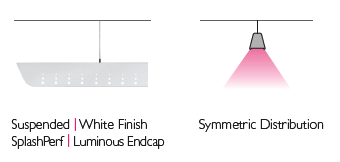 Suspended | White Finish
SplashPerf | Luminous Endcap
Symmetric Distribution